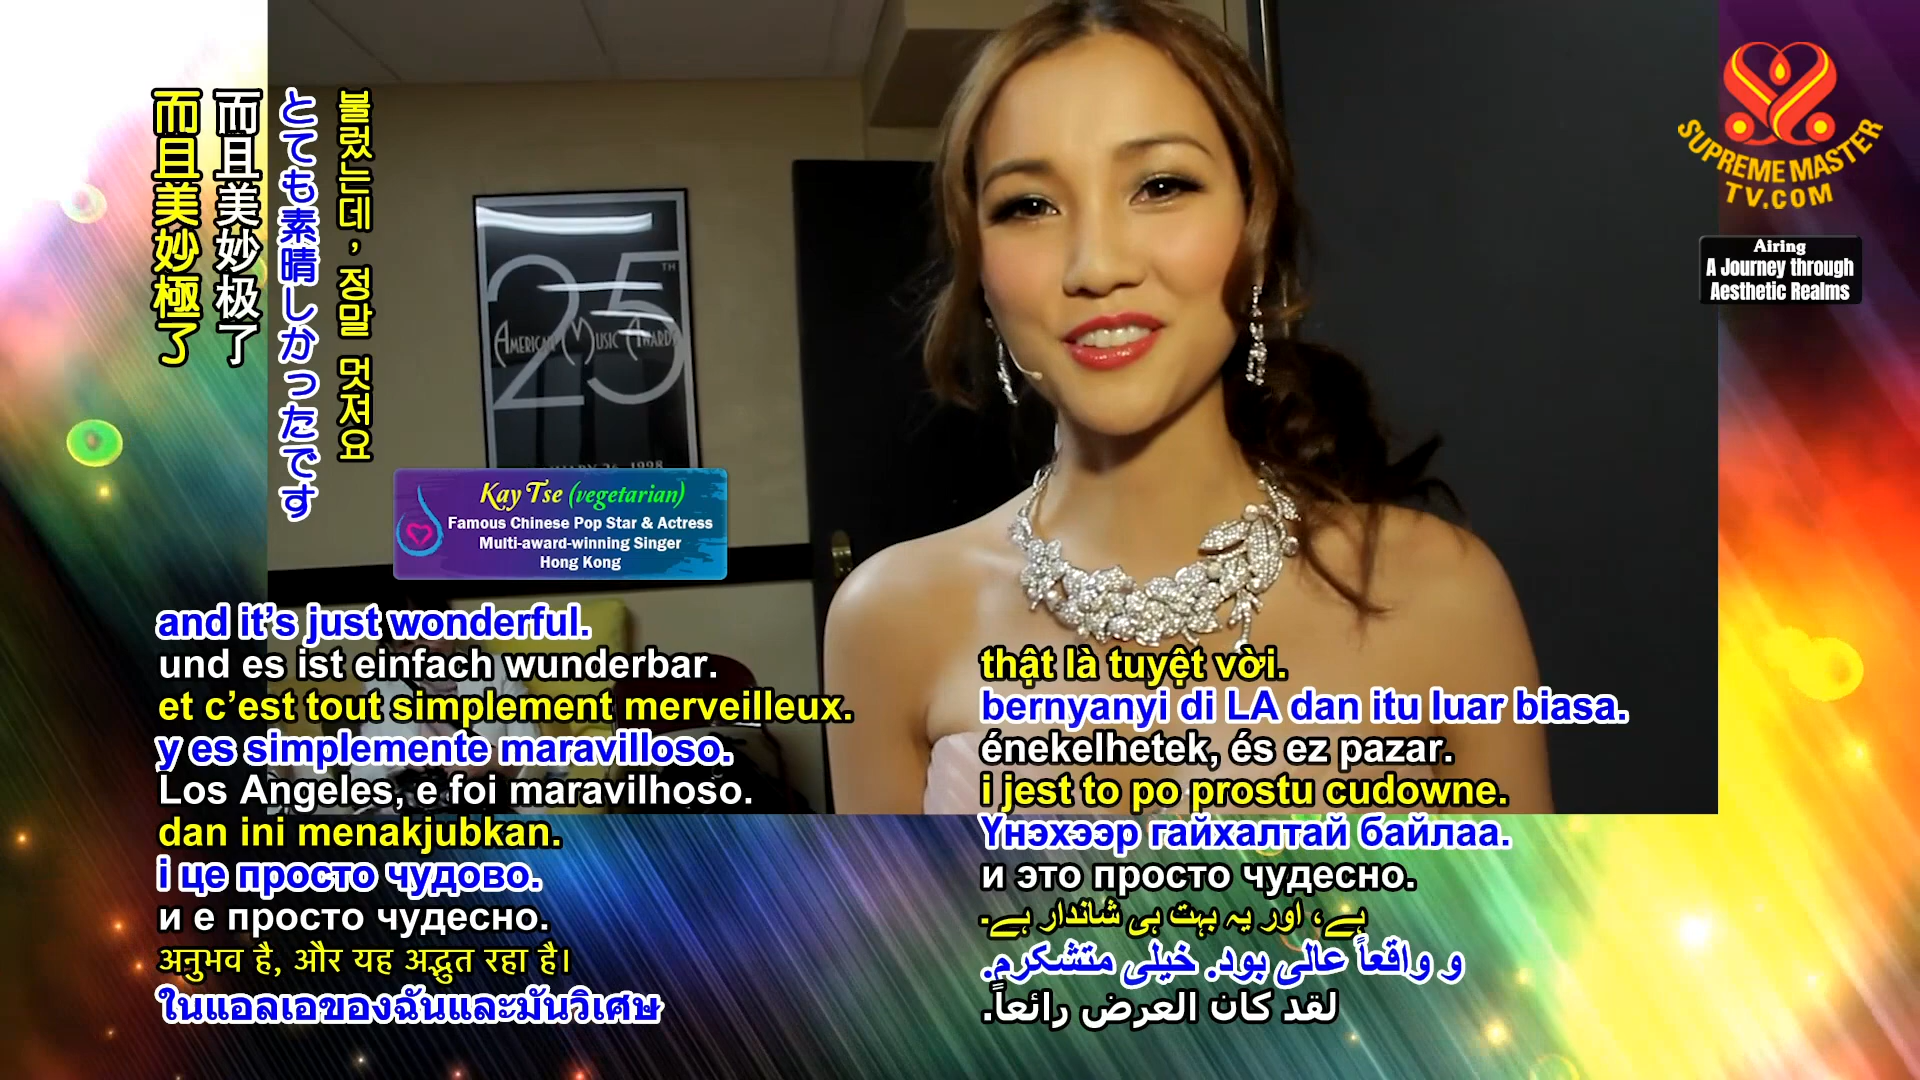 而且美妙極了
而且美妙极了
とても素晴しかったです
불렀는데, 정말 멋져요
SUPREME MASTER
TV.COM
Airing
A Journey through
Aesthetic Realms
25TH
AMERICAN MUSIC AWARDS
1998
Kay Tse (vegetarian)
Famous Chinese Pop Star & Actress
Multi-award-winning Singer
Hong Kong
and it’s just wonderful.
und es ist einfach wunderbar.
et c’est tout simplement merveilleux.
y es simplemente maravilloso.
Los Angeles, e foi maravilhoso.
dan ini menakjubkan.
і це просто чудово.
и е просто чудесно.
अनुभव है, और यह अद्भुत रहा है।
ในแอลเอของฉันและมันวิเศษ
thật là tuyệt vời.
bernyanyi di LA dan itu luar biasa.
énekelhetek, és ez pazar.
i jest to po prostu cudowne.
Үнэхээр гайхалтай байлаа.
и это просто чудесно.
ہے، اور یہ بہت ہی شاندار ہے۔
و واقعاً عالی بود. خیلی متشکرم.
لقد كان العرض رائعاً.